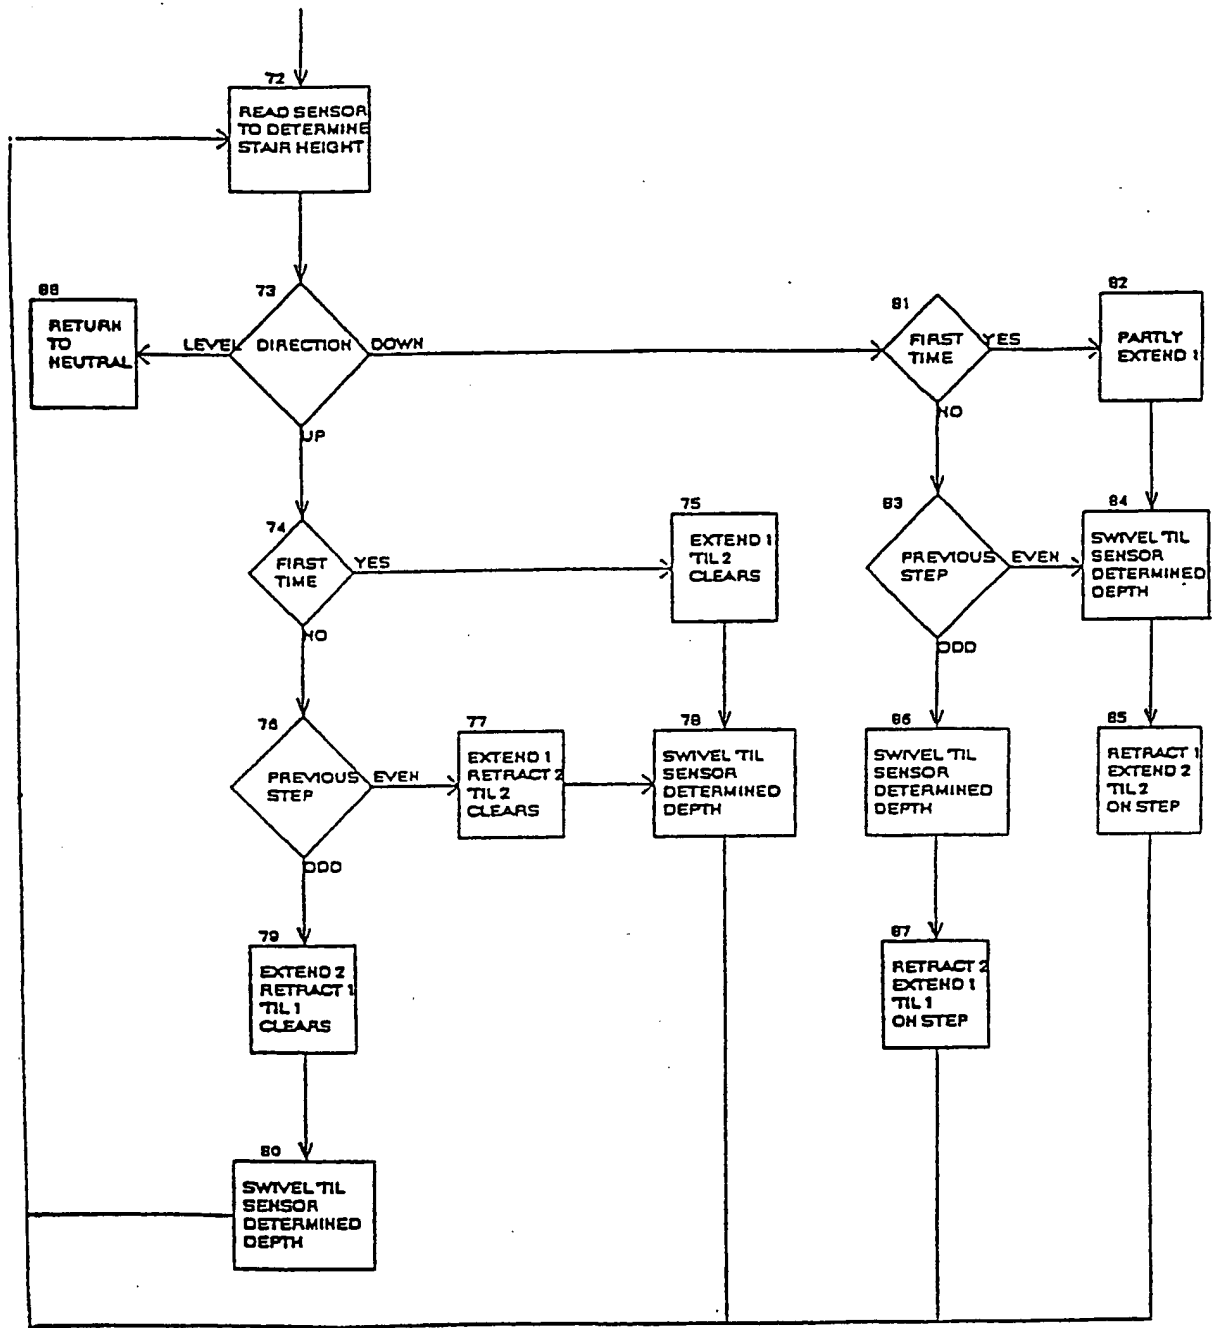 72
READ SENSOR
TO DETERMINE
STAIR HEIGHT
88
RETURN
TO
NEUTRAL
73
LEVEL
DIRECTION
DOWN
UP
81
FIRST
TIME
YES
NO
82
PARTLY
EXTEND 1
74
FIRST
TIME
YES
NO
75
EXTEND 1
'TIL 2
CLEARS
83
PREVIOUS
STEP
EVEN
ODD
84
SWIVEL 'TIL
SENSOR
DETERMINED
DEPTH
76
PREVIOUS
STEP
EVEN
ODD
77
EXTEND 1
RETRACT 2
'TIL 2
CLEARS
78
SWIVEL 'TIL
SENSOR
DETERMINED
DEPTH
86
SWIVEL 'TIL
SENSOR
DETERMINED
DEPTH
85
RETRACT 1
EXTEND 2
'TIL 2
ON STEP
79
EXTEND 2
RETRACT 1
'TIL 1
CLEARS
87
RETRACT 2
EXTEND 1
'TIL 1
ON STEP
80
SWIVEL 'TIL
SENSOR
DETERMINED
DEPTH